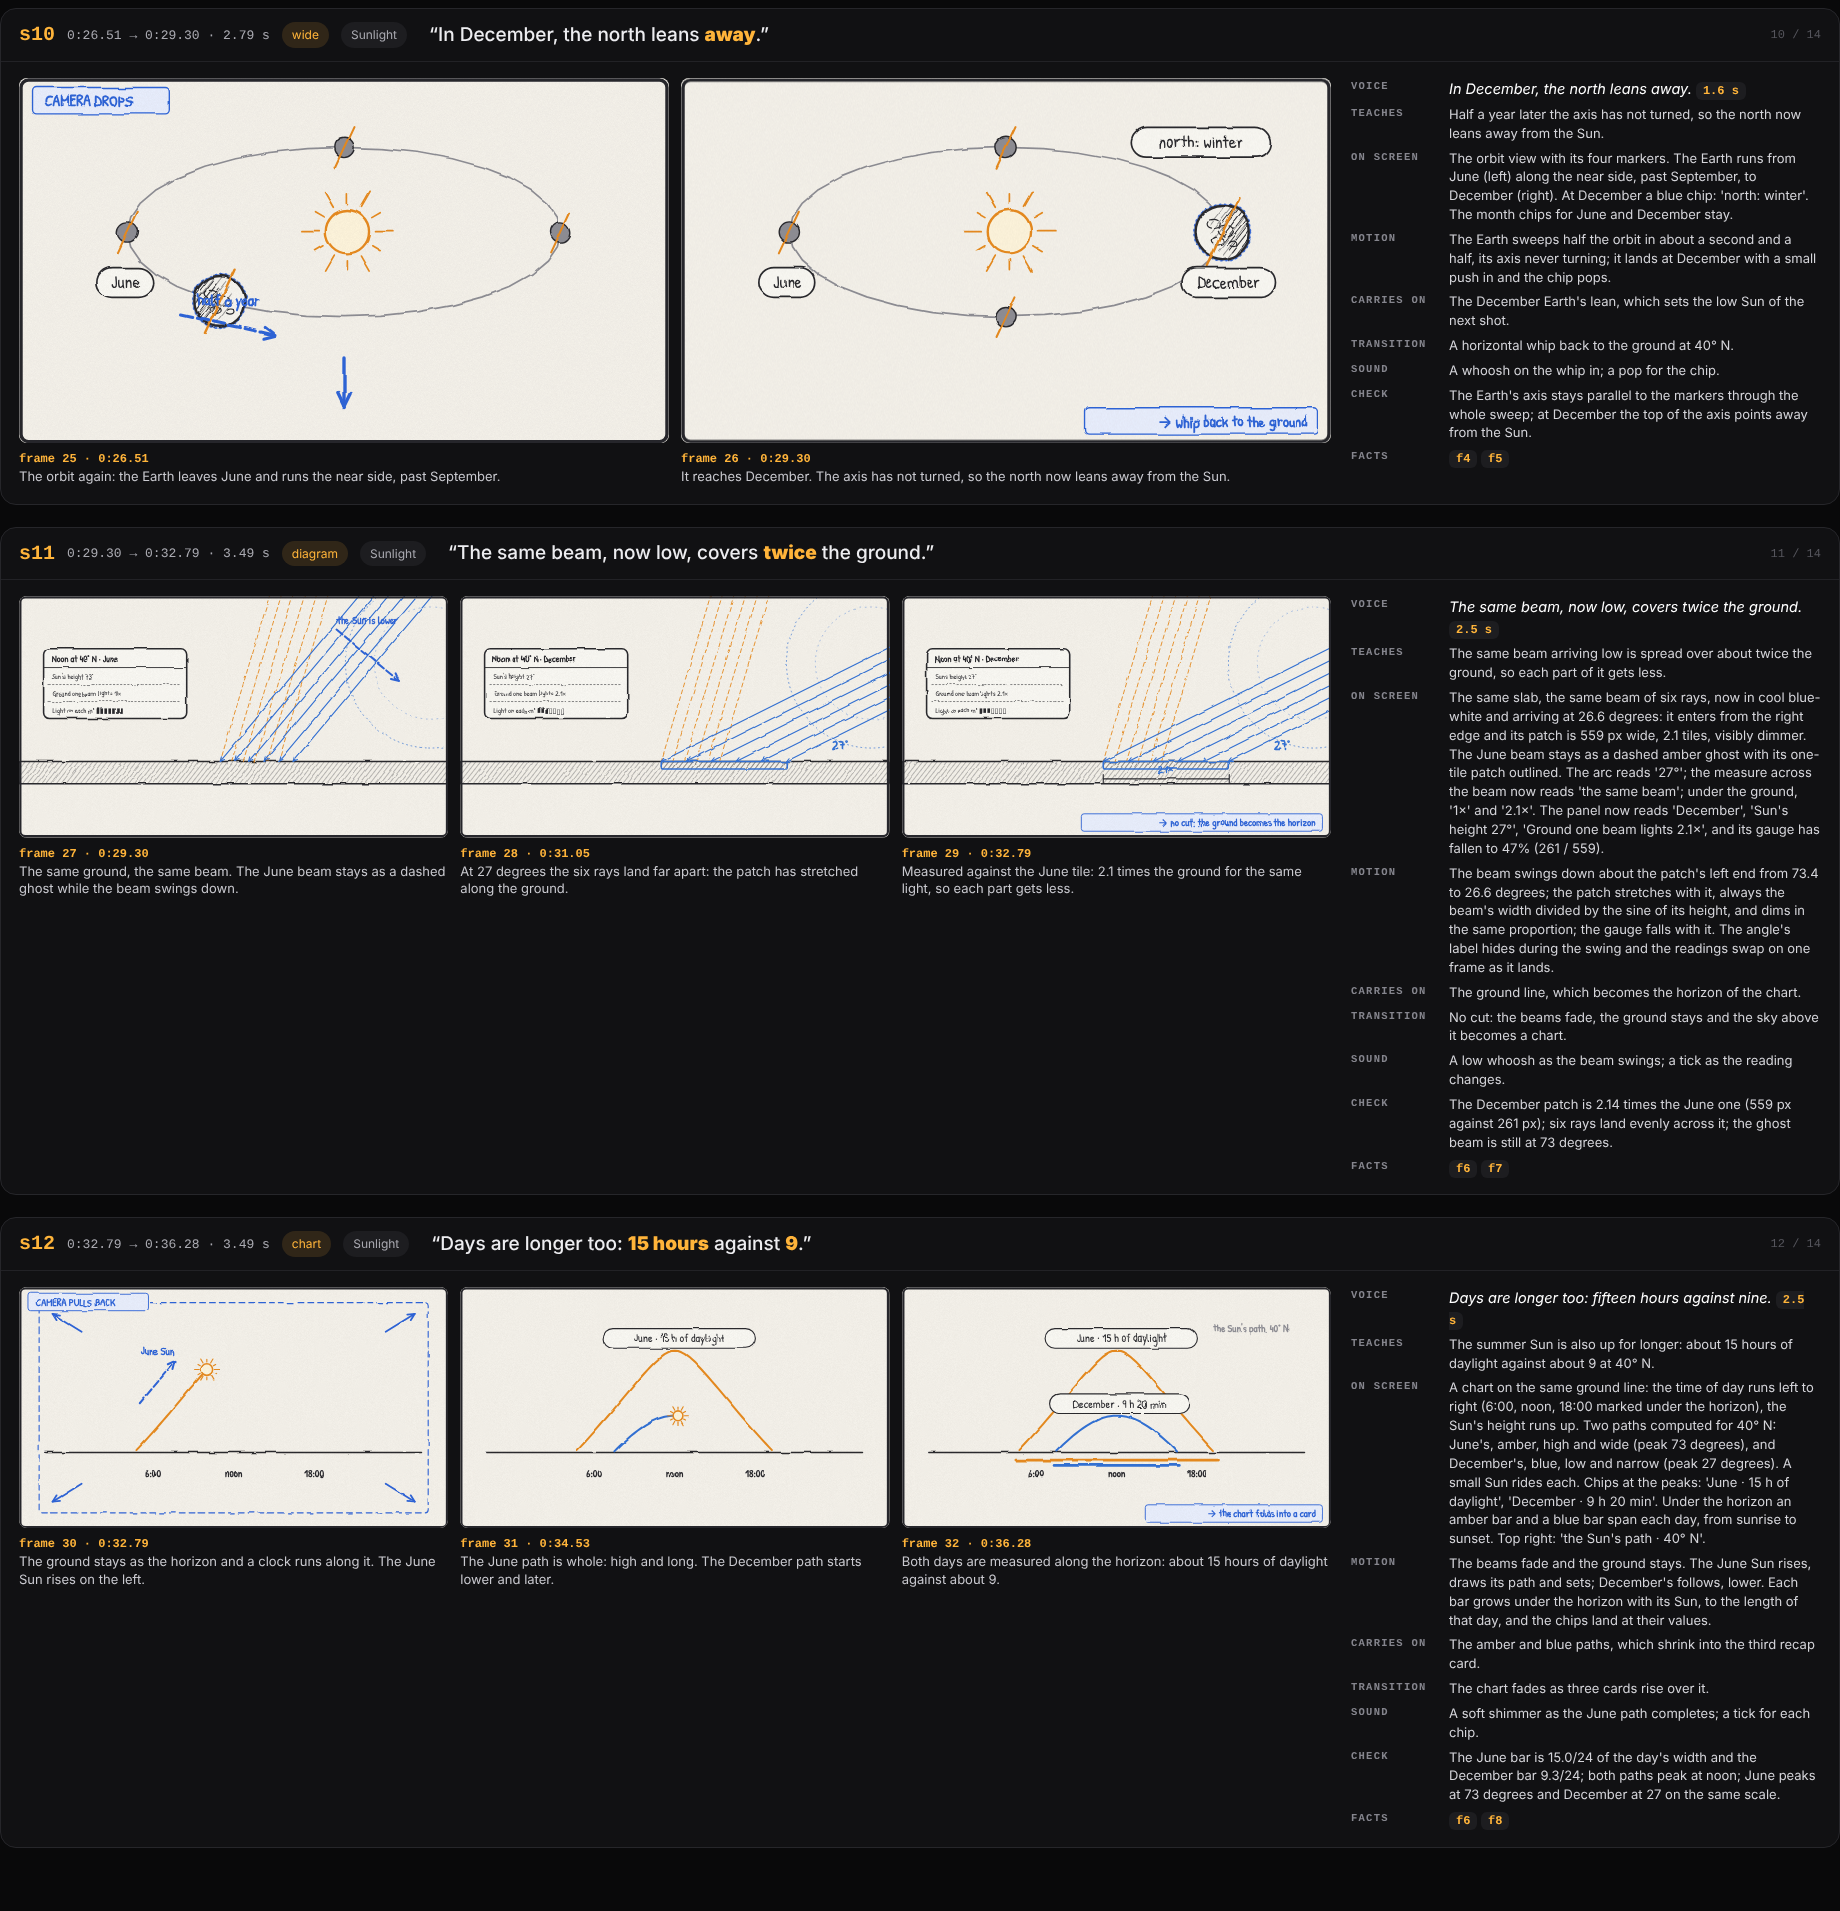 s10 0:26.51 → 0:29.30 · 2.79 s wide Sunlight “In December, the north leans away.” 10 / 14
CAMERA DROPS
June
half a year
frame 25 · 0:26.51
The orbit again: the Earth leaves June and runs the near side, past September.
north: winter
June
December
→ whip back to the ground
frame 26 · 0:29.30
It reaches December. The axis has not turned, so the north now leans away from the Sun.
VOICE In December, the north leans away. 1.6 s
TEACHES Half a year later the axis has not turned, so the north now
leans away from the Sun.
ON SCREEN The orbit view with its four markers. The Earth runs from
June (left) along the near side, past September, to
December (right). At December a blue chip: 'north: winter'.
The month chips for June and December stay.
MOTION The Earth sweeps half the orbit in about a second and a
half, its axis never turning; it lands at December with a small
push in and the chip pops.
CARRIES ON The December Earth's lean, which sets the low Sun of the
next shot.
TRANSITION A horizontal whip back to the ground at 40° N.
SOUND A whoosh on the whip in; a pop for the chip.
CHECK The Earth's axis stays parallel to the markers through the
whole sweep; at December the top of the axis points away
from the Sun.
FACTS f4 f5
s11 0:29.30 → 0:32.79 · 3.49 s diagram Sunlight “The same beam, now low, covers twice the ground.” 11 / 14
the Sun is lower
Noon at 40° N · June
Sun's height 73°
Ground one beam lights 1×
Light on each m²
frame 27 · 0:29.30
The same ground, the same beam. The June beam stays as a dashed
ghost while the beam swings down.
Noon at 40° N · December
Sun's height 27°
Ground one beam lights 2.1×
Light on each m²
27°
frame 28 · 0:31.05
At 27 degrees the six rays land far apart: the patch has stretched
along the ground.
Noon at 40° N · December
Sun's height 27°
Ground one beam lights 2.1×
Light on each m²
27°
2.1×
→ no cut: the ground becomes the horizon
frame 29 · 0:32.79
Measured against the June tile: 2.1 times the ground for the same
light, so each part gets less.
VOICE The same beam, now low, covers twice the ground.
2.5 s
TEACHES The same beam arriving low is spread over about twice the
ground, so each part of it gets less.
ON SCREEN The same slab, the same beam of six rays, now in cool blue-
white and arriving at 26.6 degrees: it enters from the right
edge and its patch is 559 px wide, 2.1 tiles, visibly dimmer.
The June beam stays as a dashed amber ghost with its one-
tile patch outlined. The arc reads '27°'; the measure across
the beam now reads 'the same beam'; under the ground,
'1×' and '2.1×'. The panel now reads 'December', 'Sun's
height 27°', 'Ground one beam lights 2.1×', and its gauge has
fallen to 47% (261 / 559).
MOTION The beam swings down about the patch's left end from 73.4
to 26.6 degrees; the patch stretches with it, always the
beam's width divided by the sine of its height, and dims in
the same proportion; the gauge falls with it. The angle's
label hides during the swing and the readings swap on one
frame as it lands.
CARRIES ON The ground line, which becomes the horizon of the chart.
TRANSITION No cut: the beams fade, the ground stays and the sky above
it becomes a chart.
SOUND A low whoosh as the beam swings; a tick as the reading
changes.
CHECK The December patch is 2.14 times the June one (559 px
against 261 px); six rays land evenly across it; the ghost
beam is still at 73 degrees.
FACTS f6 f7
s12 0:32.79 → 0:36.28 · 3.49 s chart Sunlight “Days are longer too: 15 hours against 9.” 12 / 14
CAMERA PULLS BACK
June Sun
6:00 noon 18:00
frame 30 · 0:32.79
The ground stays as the horizon and a clock runs along it. The June
Sun rises on the left.
June · 15 h of daylight
6:00 noon 18:00
frame 31 · 0:34.53
The June path is whole: high and long. The December path starts
lower and later.
June · 15 h of daylight
the Sun's path, 40° N
December · 9 h 20 min
6:00 noon 18:00
→ the chart folds into a card
frame 32 · 0:36.28
Both days are measured along the horizon: about 15 hours of daylight
against about 9.
VOICE Days are longer too: fifteen hours against nine. 2.5
s
TEACHES The summer Sun is also up for longer: about 15 hours of
daylight against about 9 at 40° N.
ON SCREEN A chart on the same ground line: the time of day runs left to
right (6:00, noon, 18:00 marked under the horizon), the
Sun's height runs up. Two paths computed for 40° N:
June's, amber, high and wide (peak 73 degrees), and
December's, blue, low and narrow (peak 27 degrees). A
small Sun rides each. Chips at the peaks: 'June · 15 h of
daylight', 'December · 9 h 20 min'. Under the horizon an
amber bar and a blue bar span each day, from sunrise to
sunset. Top right: 'the Sun's path · 40° N'.
MOTION The beams fade and the ground stays. The June Sun rises,
draws its path and sets; December's follows, lower. Each
bar grows under the horizon with its Sun, to the length of
that day, and the chips land at their values.
CARRIES ON The amber and blue paths, which shrink into the third recap
card.
TRANSITION The chart fades as three cards rise over it.
SOUND A soft shimmer as the June path completes; a tick for each
chip.
CHECK The June bar is 15.0/24 of the day's width and the
December bar 9.3/24; both paths peak at noon; June peaks
at 73 degrees and December at 27 on the same scale.
FACTS f6 f8